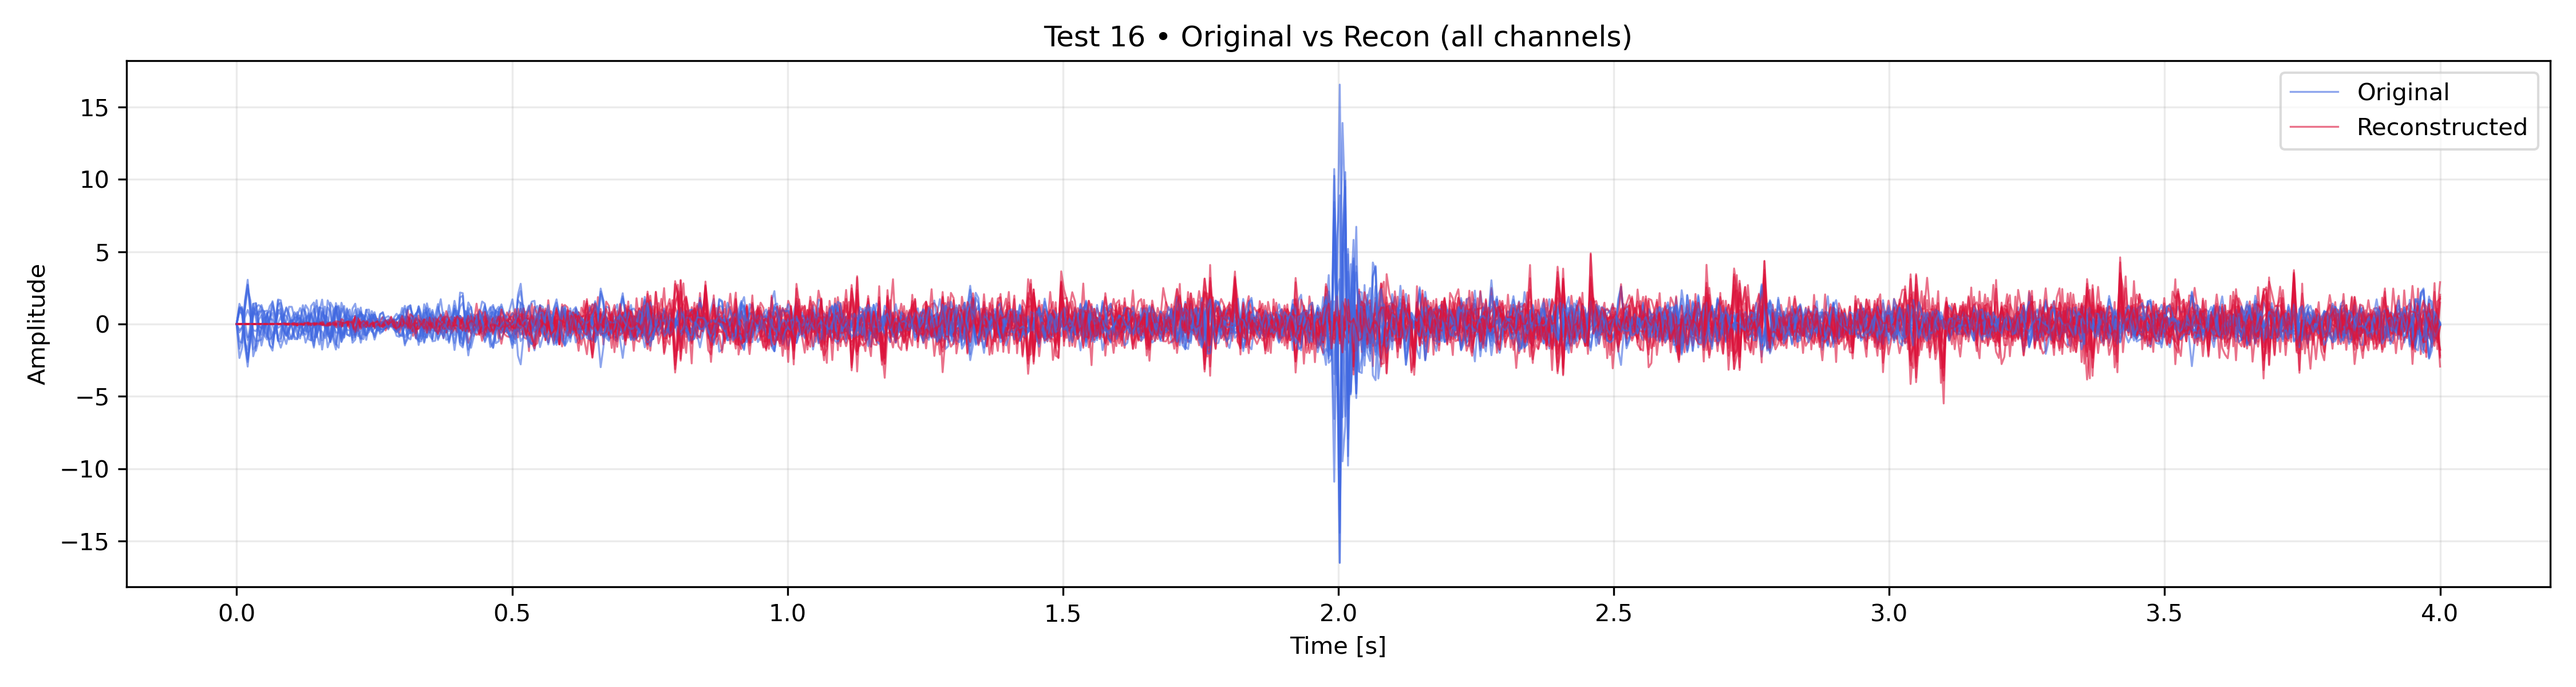 Test 16 • Original vs Recon (all channels)
Original
Reconstructed
Amplitude
15
10
5
0
−5
−10
−15
0.0 0.5 1.0 1.5 2.0 2.5 3.0 3.5 4.0
Time [s]